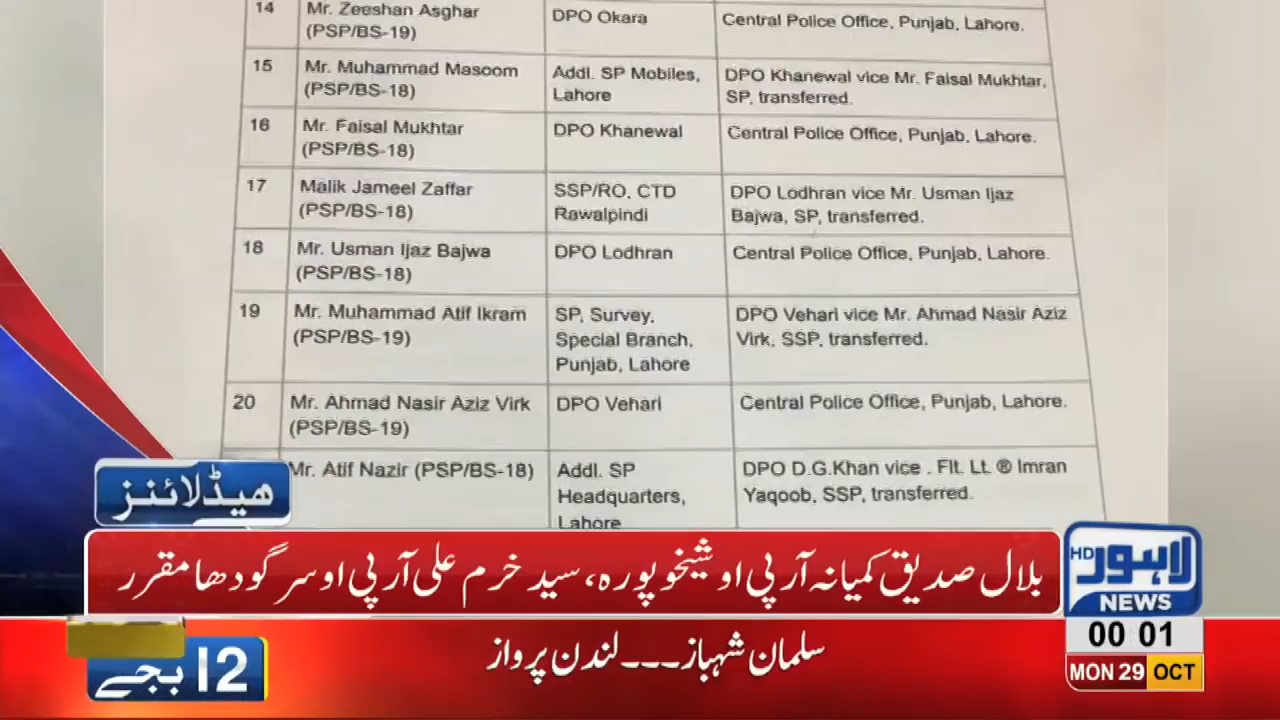 14 Mr. Zeeshan Asghar DPO Okara Central Police Office, Punjab, Lahore.
(PSP/BS-19)
15 Mr. Muhammad Masoom Addl. SP Mobiles, DPO Khanewal vice Mr. Faisal Mukhtar,
(PSP/BS-18) Lahore SP, transferred.
16 Mr. Faisal Mukhtar DPO Khanewal Central Police Office, Punjab, Lahore.
(PSP/BS-18)
17 Malik Jameel Zaffar SSP/RO, CTD DPO Lodhran vice Mr. Usman Ijaz
(PSP/BS-18) Rawalpindi Bajwa, SP, transferred.
18 Mr. Usman Ijaz Bajwa DPO Lodhran Central Police Office, Punjab, Lahore.
(PSP/BS-18)
19 Mr. Muhammad Atif Ikram SP, Survey, DPO Vehari vice Mr. Ahmad Nasir Aziz
(PSP/BS-19) Special Branch, Virk, SSP, transferred.
Punjab, Lahore
20 Mr. Ahmad Nasir Aziz Virk DPO Vehari Central Police Office, Punjab, Lahore.
(PSP/BS-19)
Mr. Atif Nazir (PSP/BS-18) Addl. SP DPO D.G.Khan vice . Flt. Lt. ® Imran
Headquarters, Yaqoob, SSP, transferred.
Lahore
ہیڈلائنز
بلال صدیق کمیانہ آر پی او شیخوپورہ، سید خرم علی آر پی او سرگودھا مقرر
HD لاہور
NEWS
00 01
MON 29 OCT
سلمان شہباز ۔۔۔ لندن پرواز
12 بجے